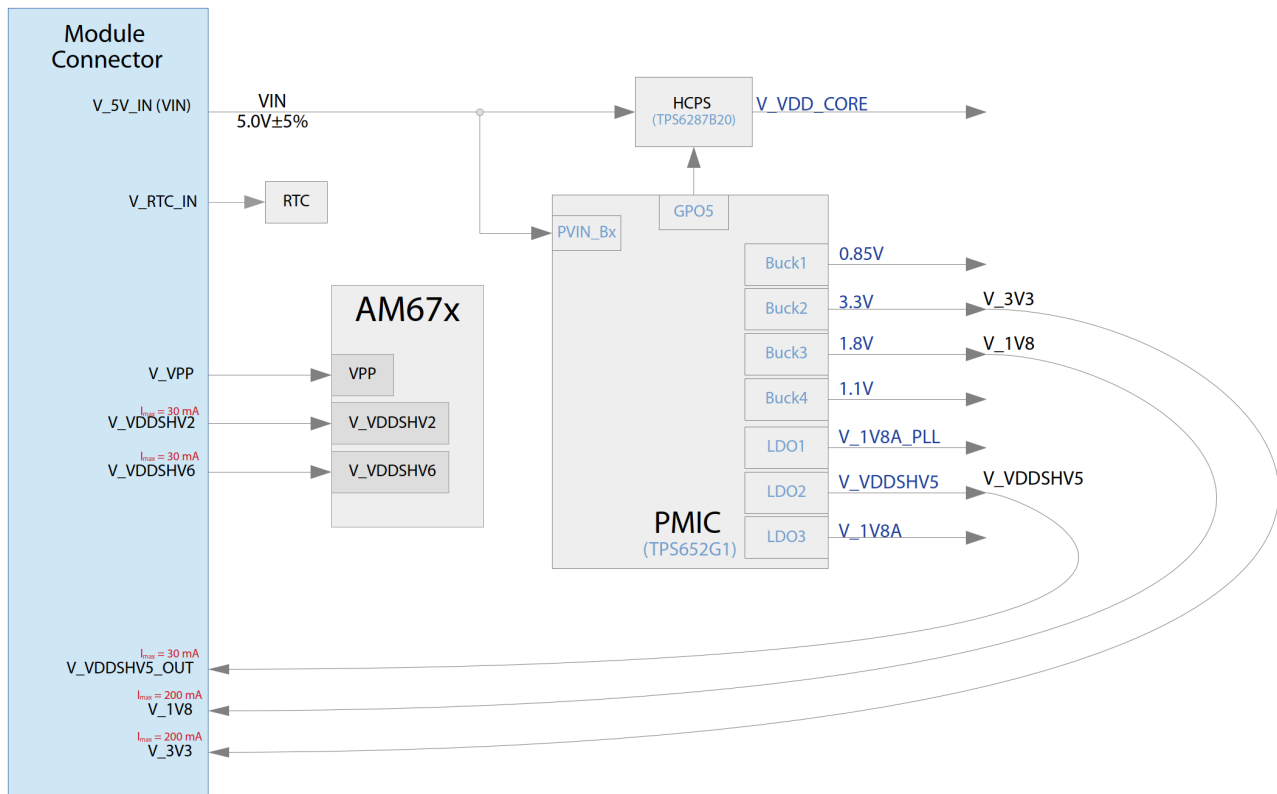 Module
Connector
V_5V_IN (VIN)
VIN
5.0V±5%
HCPS
(TPS6287B20)
V_VDD_CORE
V_RTC_IN
RTC
GPO5
PVIN_Bx
Buck1
0.85V
AM67x
Buck2
3.3V
V_3V3
Buck3
1.8V
V_1V8
V_VPP
VPP
Buck4
1.1V
Imax = 30 mA
V_VDDSHV2
V_VDDSHV2
LDO1
V_1V8A_PLL
Imax = 30 mA
V_VDDSHV6
V_VDDSHV6
LDO2
V_VDDSHV5
V_VDDSHV5
PMIC
(TPS652G1)
LDO3
V_1V8A
Imax = 30 mA
V_VDDSHV5_OUT
Imax = 200 mA
V_1V8
Imax = 200 mA
V_3V3